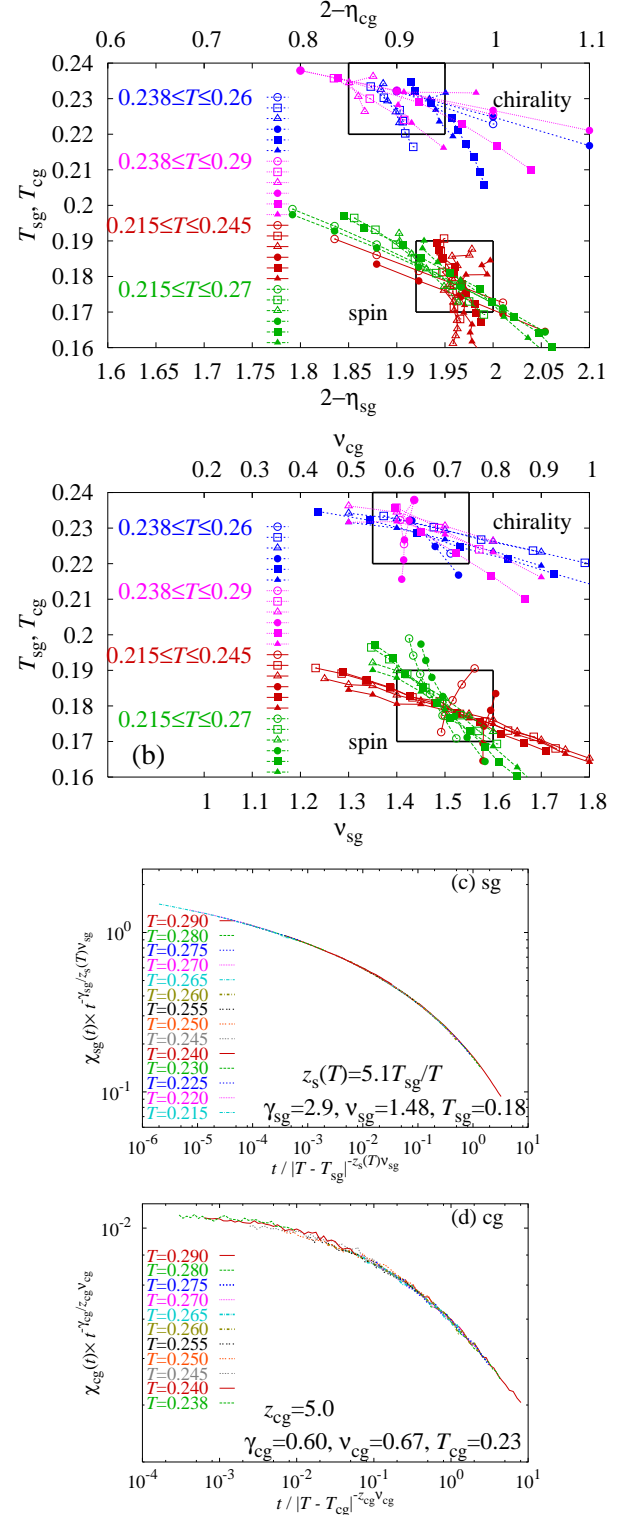 2−η_cg
0.6 0.7 0.8 0.9 1 1.1
0.24
0.23
0.22
0.21
0.2
0.19
0.18
0.17
0.16
T_sg, T_cg
0.238≤T≤0.26
0.238≤T≤0.29
0.215≤T≤0.245
0.215≤T≤0.27
chirality
spin
1.6 1.65 1.7 1.75 1.8 1.85 1.9 1.95 2 2.05 2.1
2−η_sg
ν_cg
0.2 0.3 0.4 0.5 0.6 0.7 0.8 0.9 1
0.24
0.23
0.22
0.21
0.2
0.19
0.18
0.17
0.16
T_sg, T_cg
0.238≤T≤0.26
0.238≤T≤0.29
0.215≤T≤0.245
0.215≤T≤0.27
chirality
spin
(b)
1 1.1 1.2 1.3 1.4 1.5 1.6 1.7 1.8
ν_sg
(c) sg
10^0
10^-1
χ_sg(t)× t^-γ_sg/z_s(T)ν_sg
T=0.290
T=0.280
T=0.275
T=0.270
T=0.265
T=0.260
T=0.255
T=0.250
T=0.245
T=0.240
T=0.230
T=0.225
T=0.220
T=0.215
z_s(T)=5.1T_sg/T
γ_sg=2.9, ν_sg=1.48, T_sg=0.18
10^-6 10^-5 10^-4 10^-3 10^-2 10^-1 10^0 10^1
t / |T - T_sg|^-z_s(T)ν_sg
(d) cg
10^-2
χ_cg(t)× t^-γ_cg/z_cg ν_cg
T=0.290
T=0.280
T=0.275
T=0.270
T=0.265
T=0.260
T=0.255
T=0.250
T=0.245
T=0.240
T=0.238
z_cg=5.0
γ_cg=0.60, ν_cg=0.67, T_cg=0.23
10^-4 10^-3 10^-2 10^-1 10^0 10^1
t / |T - T_cg|^-z_cg ν_cg